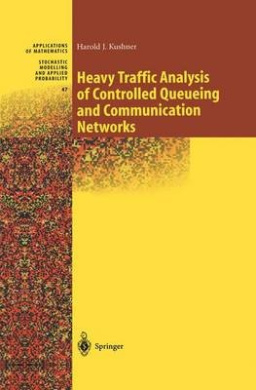 APPLICATIONS
OF MATHEMATICS
STOCHASTIC
MODELLING
AND APPLIED
PROBABILITY
47
Harold J. Kushner
Heavy Traffic Analysis
of Controlled Queueing
and Communication
Networks
Springer